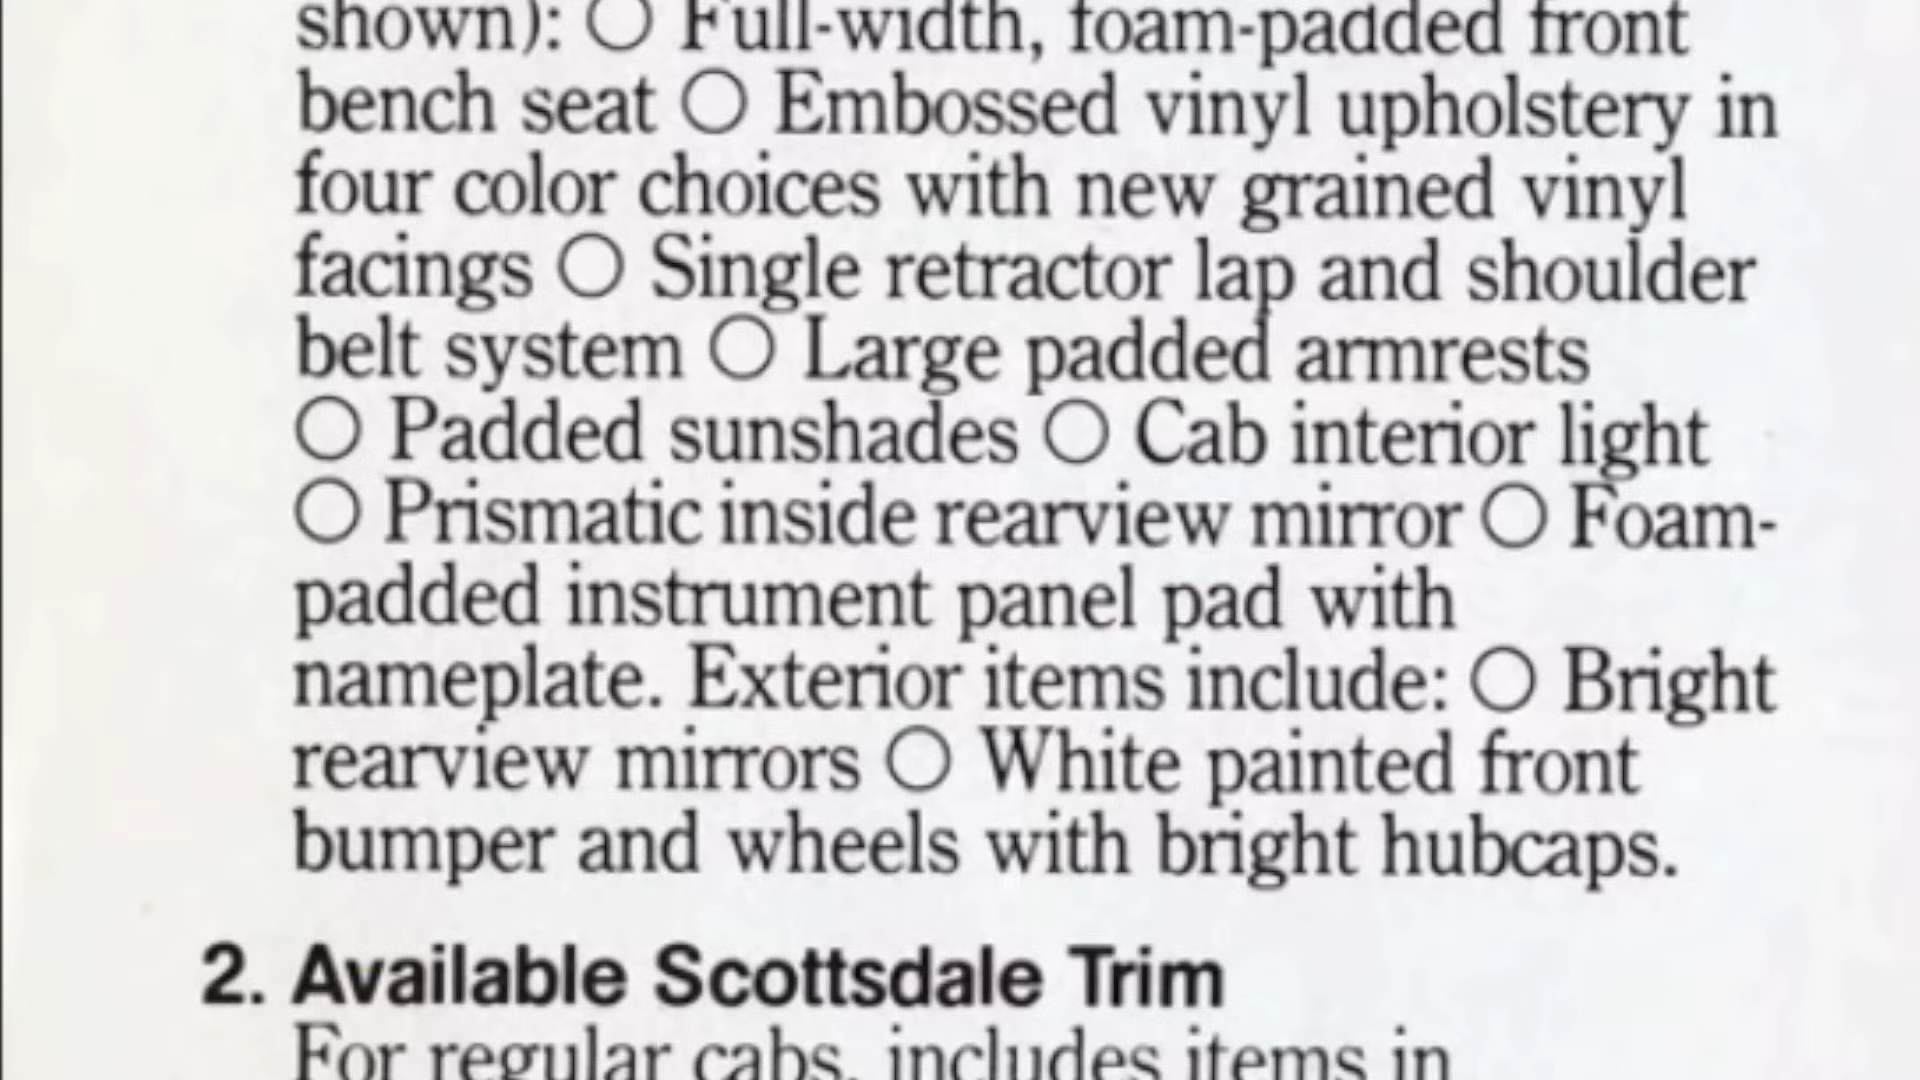 shown): ○ Full-width, foam-padded front
bench seat ○ Embossed vinyl upholstery in
four color choices with new grained vinyl
facings ○ Single retractor lap and shoulder
belt system ○ Large padded armrests
○ Padded sunshades ○ Cab interior light
○ Prismatic inside rearview mirror ○ Foam-
padded instrument panel pad with
nameplate. Exterior items include: ○ Bright
rearview mirrors ○ White painted front
bumper and wheels with bright hubcaps.
2. Available Scottsdale Trim
For regular cabs, includes items in